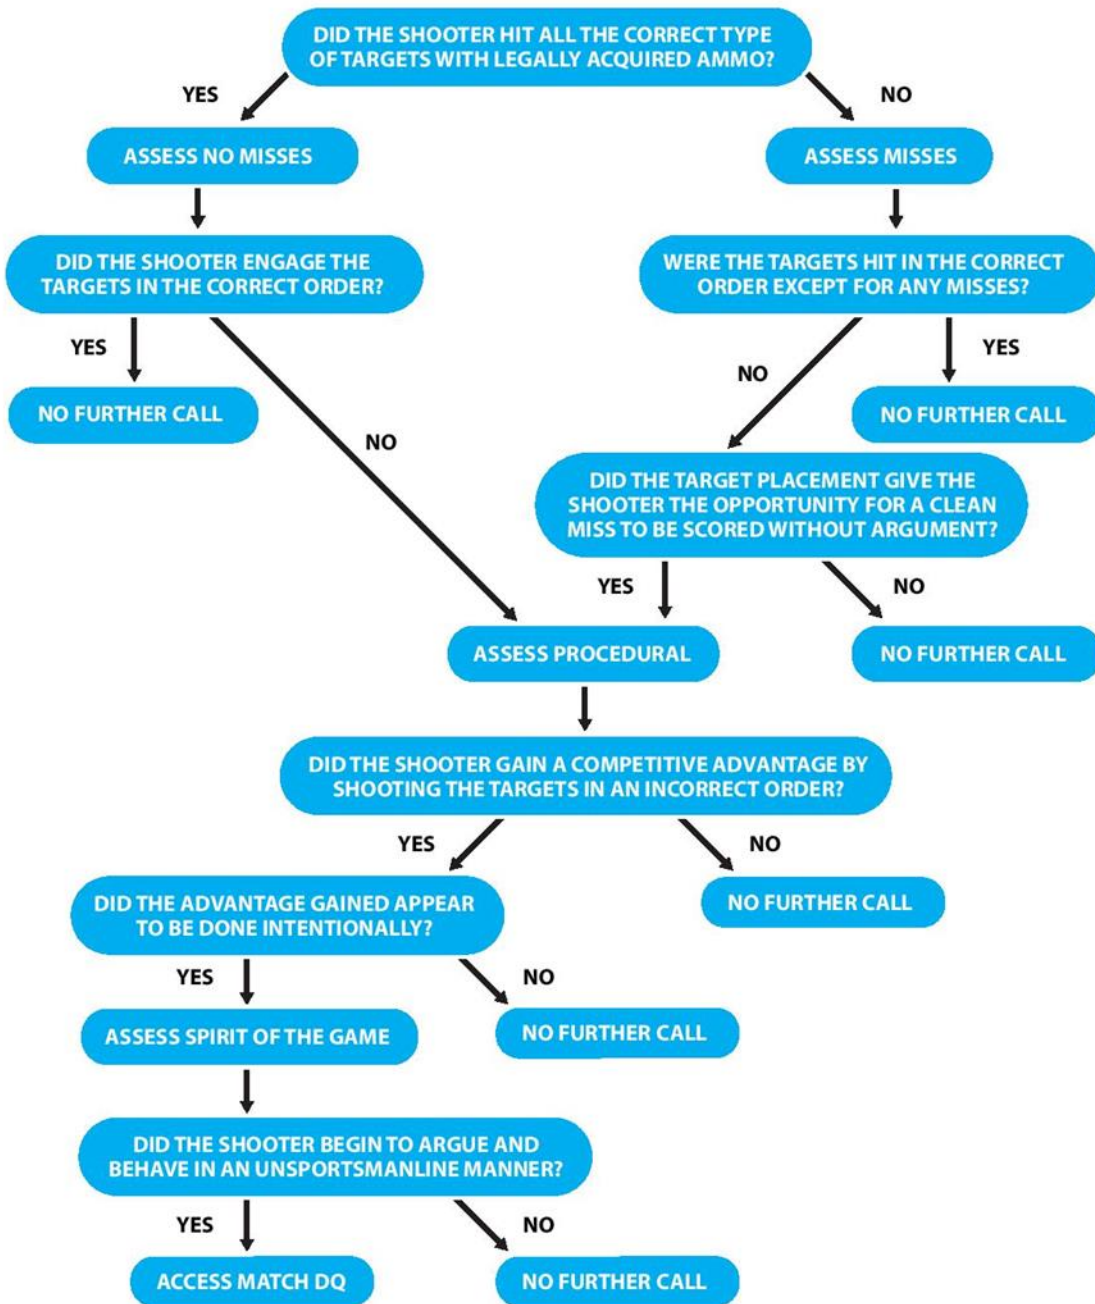 DID THE SHOOTER HIT ALL THE CORRECT TYPE
OF TARGETS WITH LEGALLY ACQUIRED AMMO?
YES
NO
ASSESS NO MISSES
ASSESS MISSES
DID THE SHOOTER ENGAGE THE
TARGETS IN THE CORRECT ORDER?
WERE THE TARGETS HIT IN THE CORRECT
ORDER EXCEPT FOR ANY MISSES?
YES
NO
NO
YES
NO FURTHER CALL
NO FURTHER CALL
DID THE TARGET PLACEMENT GIVE THE
SHOOTER THE OPPORTUNITY FOR A CLEAN
MISS TO BE SCORED WITHOUT ARGUMENT?
YES
NO
ASSESS PROCEDURAL
NO FURTHER CALL
DID THE SHOOTER GAIN A COMPETITIVE ADVANTAGE BY
SHOOTING THE TARGETS IN AN INCORRECT ORDER?
YES
NO
DID THE ADVANTAGE GAINED APPEAR
TO BE DONE INTENTIONALLY?
NO FURTHER CALL
YES
NO
ASSESS SPIRIT OF THE GAME
NO FURTHER CALL
DID THE SHOOTER BEGIN TO ARGUE AND
BEHAVE IN AN UNSPORTSMANLINE MANNER?
YES
NO
ACCESS MATCH DQ
NO FURTHER CALL